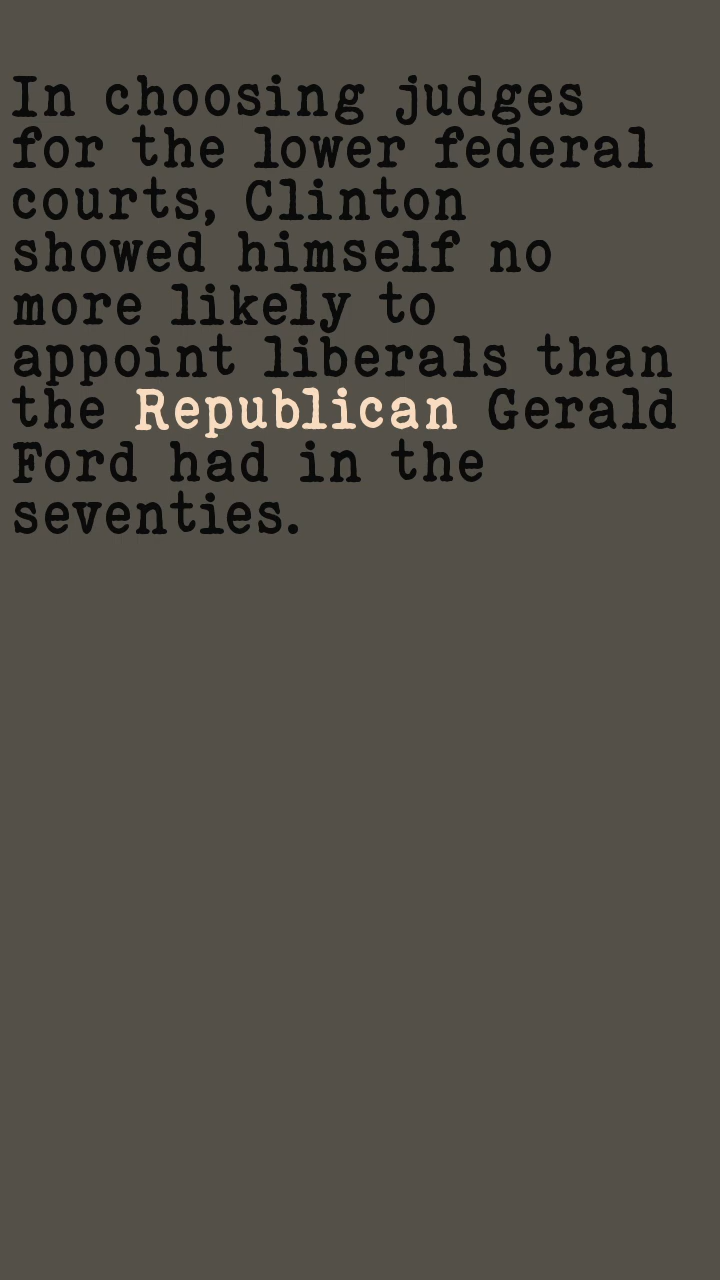 In choosing judges
for the lower federal
courts, Clinton
showed himself no
more likely to
appoint liberals than
the Republican Gerald
Ford had in the
seventies.